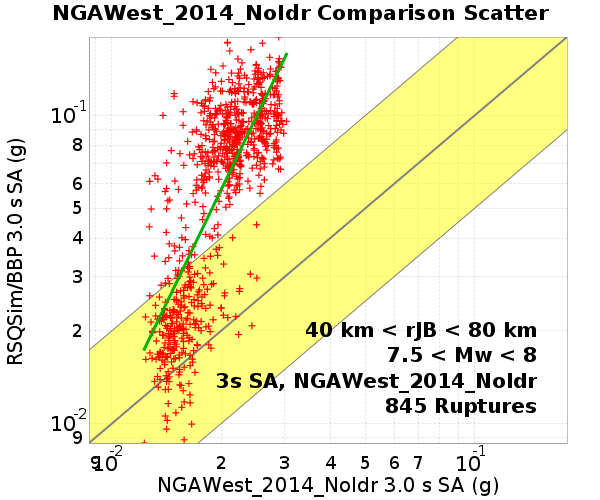 NGAWest_2014_NoIdr Comparison Scatter
RSQSim/BBP 3.0 s SA (g)
10-1
8
6
5
4
3
2
10-2
9
40 km < rJB < 80 km
7.5 < Mw < 8
3s SA, NGAWest_2014_NoIdr
845 Ruptures
9 10-2 2 3 4 5 6 7 10-1
NGAWest_2014_NoIdr 3.0 s SA (g)